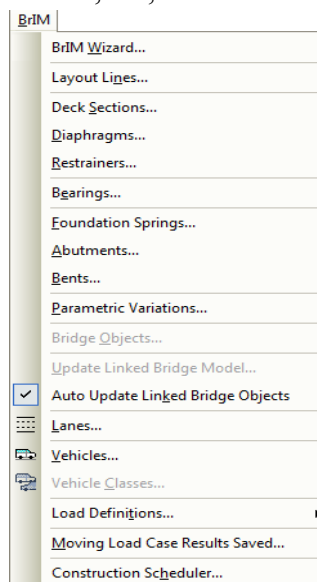 BrIM
BrIM Wizard...
Layout Lines...
Deck Sections...
Diaphragms...
Restrainers...
Bearings...
Foundation Springs...
Abutments...
Bents...
Parametric Variations...
Bridge Objects...
Update Linked Bridge Model...
Auto Update Linked Bridge Objects
Lanes...
Vehicles...
Vehicle Classes...
Load Definitions...
Moving Load Case Results Saved...
Construction Scheduler...